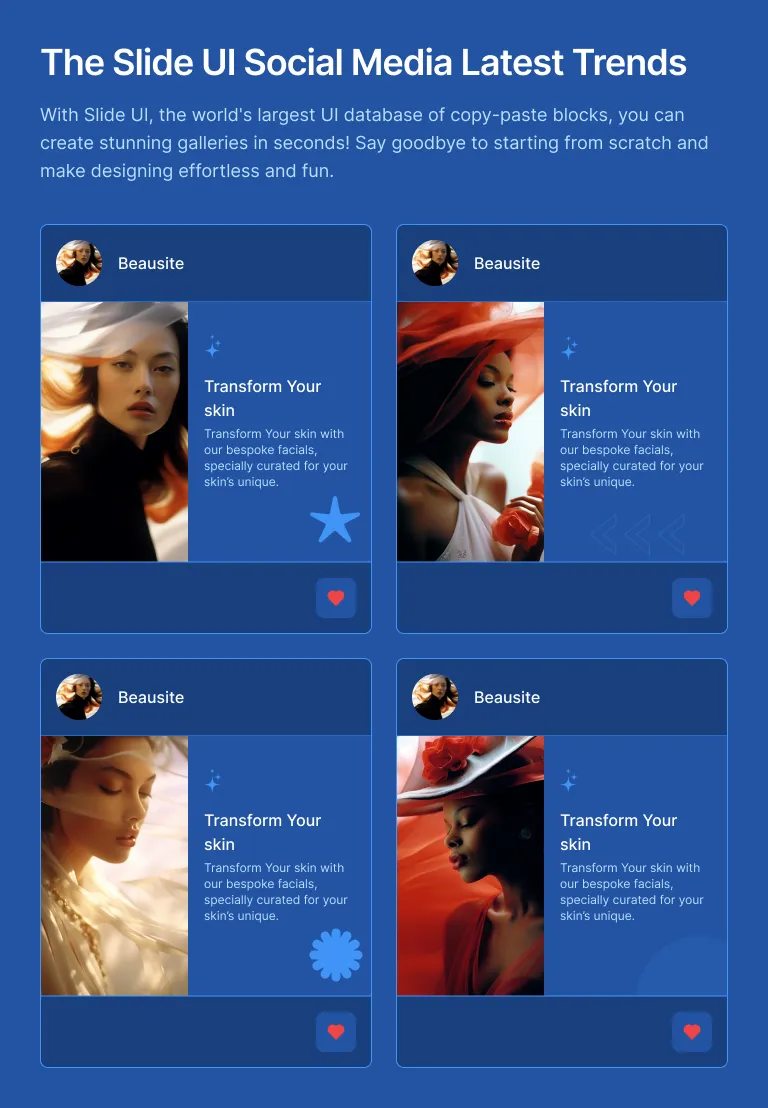 The Slide UI Social Media Latest Trends
With Slide UI, the world's largest UI database of copy-paste blocks, you can
create stunning galleries in seconds! Say goodbye to starting from scratch and
make designing effortless and fun.
Beausite
Transform Your
skin
Transform Your skin with
our bespoke facials,
specially curated for your
skin’s unique.
Beausite
Transform Your
skin
Transform Your skin with
our bespoke facials,
specially curated for your
skin’s unique.
Beausite
Transform Your
skin
Transform Your skin with
our bespoke facials,
specially curated for your
skin’s unique.
Beausite
Transform Your
skin
Transform Your skin with
our bespoke facials,
specially curated for your
skin’s unique.